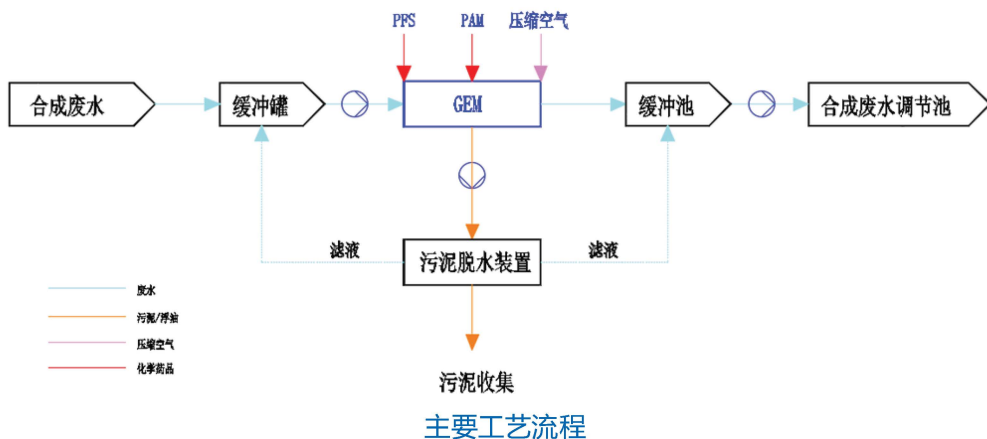 PFS
PAM
压缩空气
合成废水
缓冲罐
GEM
缓冲池
合成废水调节池
滤液
污泥脱水装置
滤液
废水
污泥/浮油
压缩空气
化学药品
污泥收集
主要工艺流程